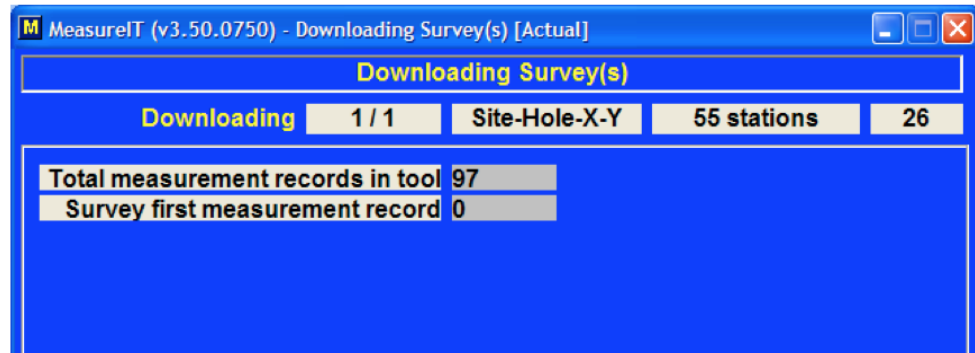 M MeasureIT (v3.50.0750) - Downloading Survey(s) [Actual]
Downloading Survey(s)
Downloading 1 / 1 Site-Hole-X-Y 55 stations 26
Total measurement records in tool 97
Survey first measurement record 0